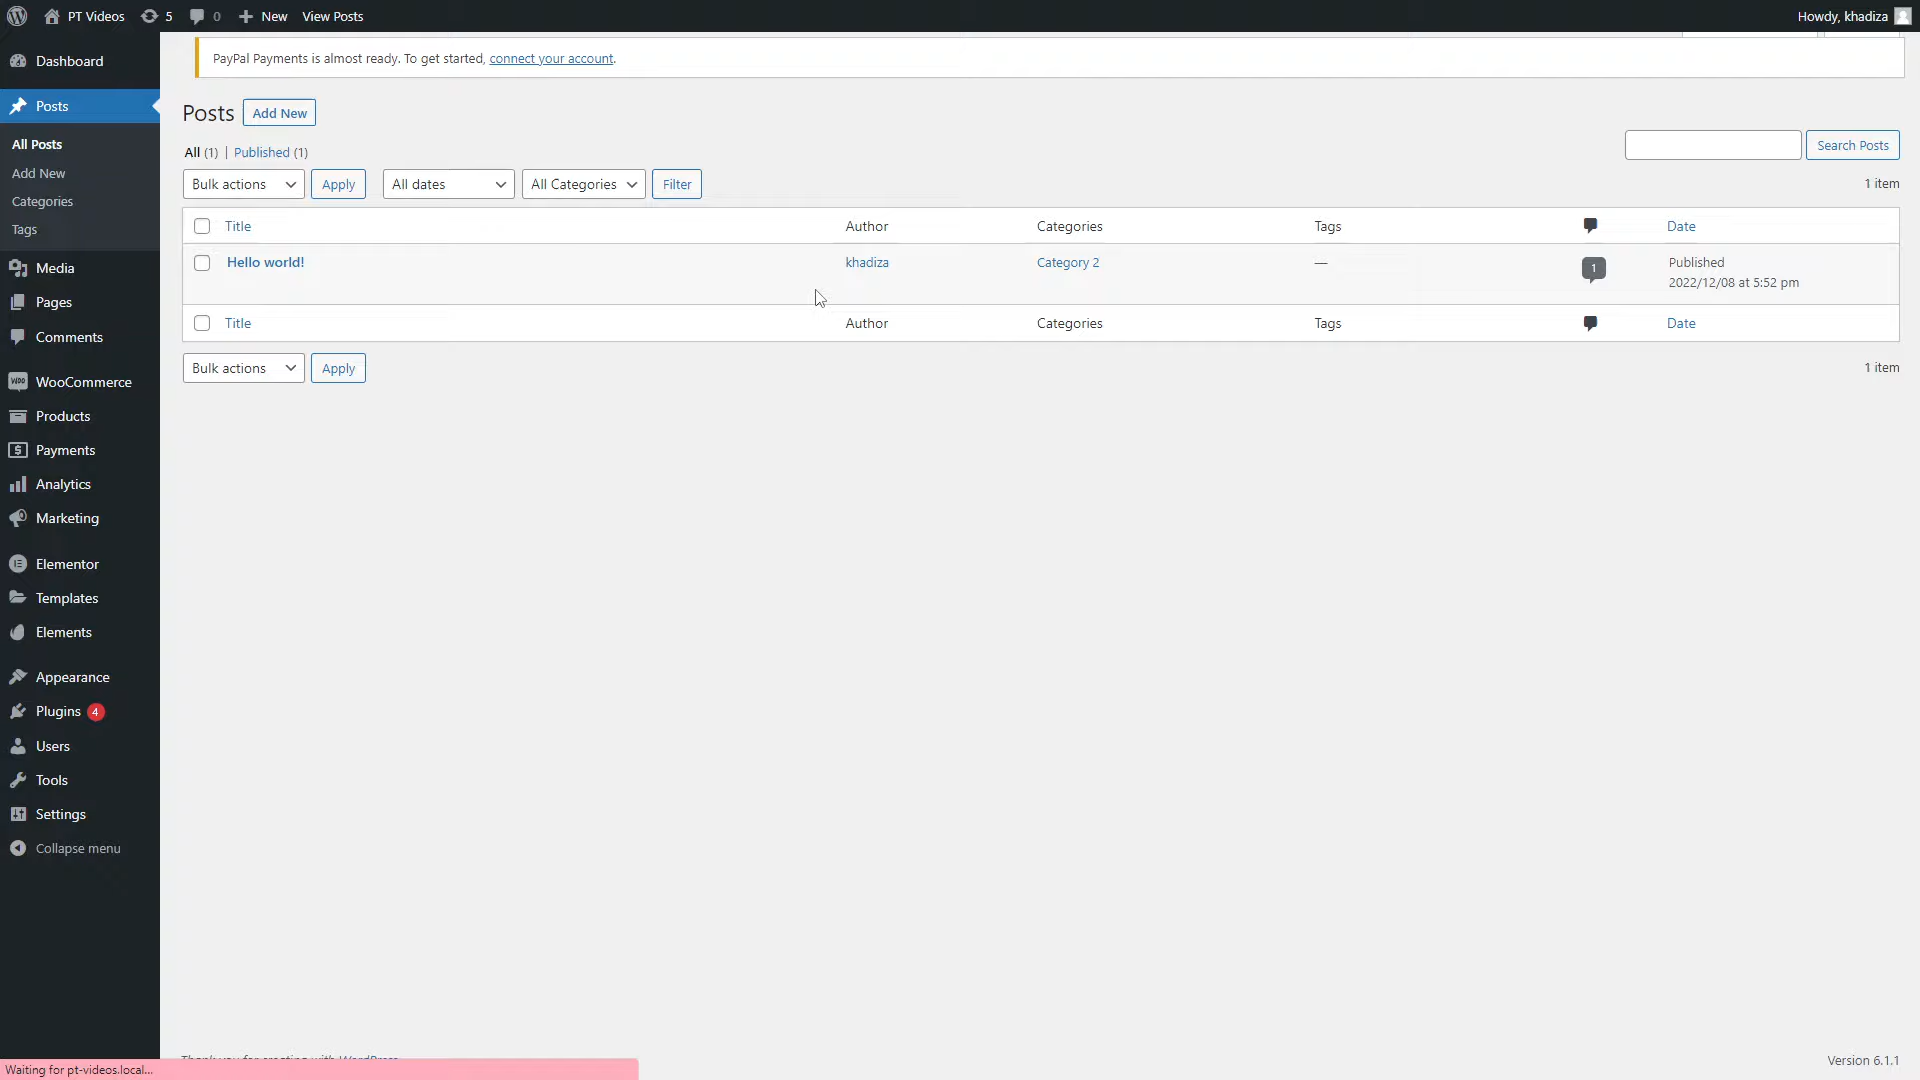 PT Videos 5 0 New View Posts Howdy, khadiza
PayPal Payments is almost ready. To get started, connect your account.
Dashboard
Posts
All Posts
Add New
Categories
Tags
Media
Pages
Comments
WooCommerce
Products
Payments
Analytics
Marketing
Elementor
Templates
Elements
Appearance
Plugins 4
Users
Tools
Settings
Collapse menu
Posts Add New
All (1) | Published (1)
Search Posts
Bulk actions Apply All dates All Categories Filter 1 item
Title Author Categories Tags Date
Hello world! khadiza Category 2 — 1 Published
2022/12/08 at 5:52 pm
Title Author Categories Tags Date
Bulk actions Apply 1 item
Thank you for creating with WordPress.
Version 6.1.1
Waiting for pt-videos.local...